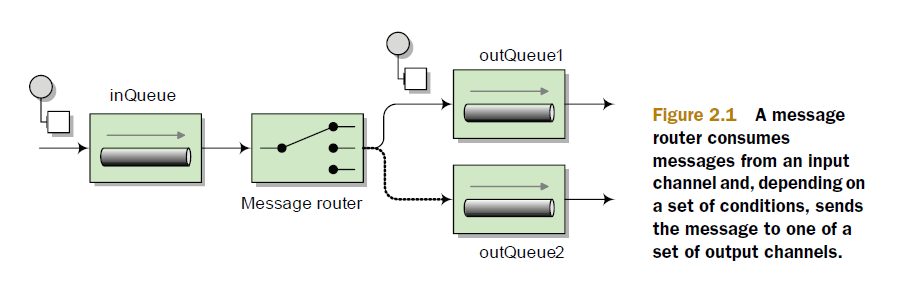 inQueue
Message router
outQueue1
outQueue2
Figure 2.1 A message
router consumes
messages from an input
channel and, depending on
a set of conditions, sends
the message to one of a
set of output channels.